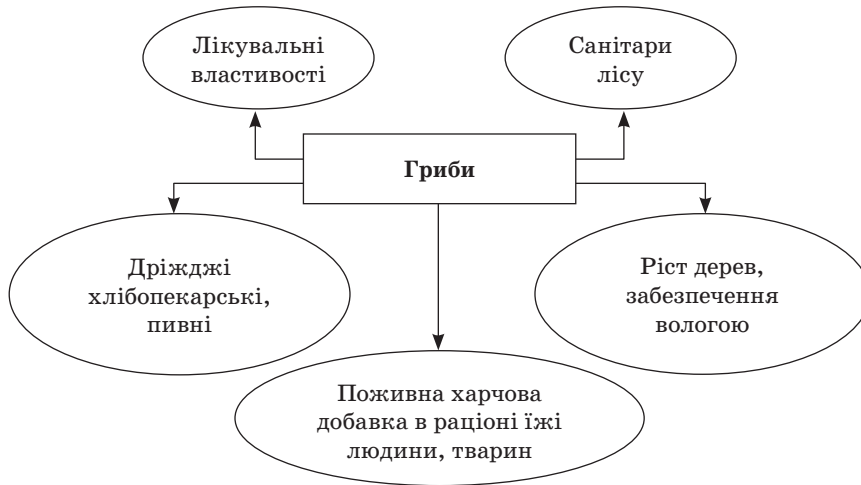 Лікувальні
властивості
Санітари
лісу
Гриби
Дріжджі
хлібопекарські,
пивні
Ріст дерев,
забезпечення
вологою
Поживна харчова
добавка в раціоні їжі
людини, тварин